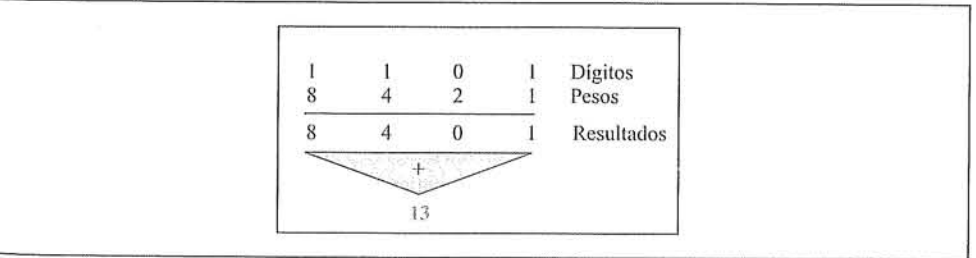 1 1 0 1 Dígitos
8 4 2 1 Pesos
8 4 0 1 Resultados
+
13